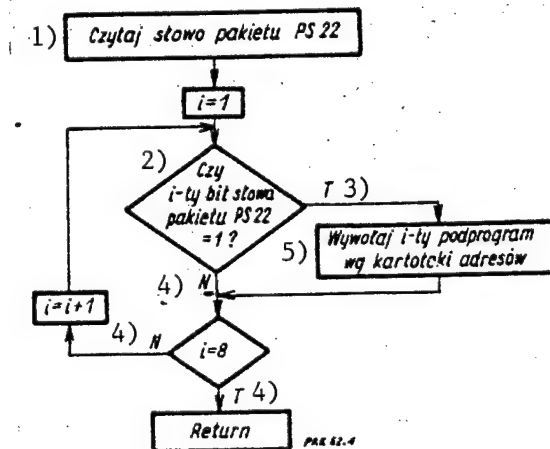 1) Czytaj słowo pakietu PS 22
i=1
2) Czy
i-ty bit słowa
pakietu PS 22
=1?
T 3)
5) Wywołaj i-ty podprogram
wg kartoteki adresów
4) N
i=i+1
4) N
i=8
T 4)
Return